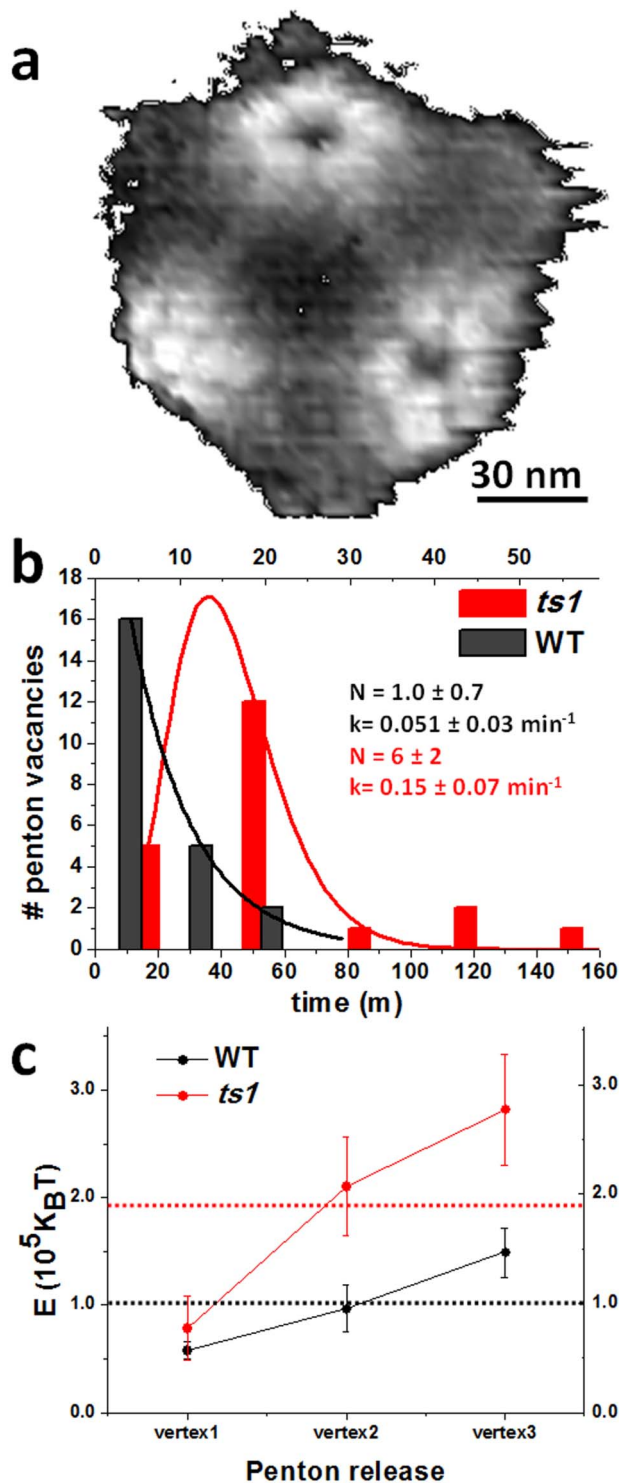 a
30 nm
b
0 10 20 30 40 50
18
16
14
12
10
8
6
4
2
0
# penton vacancies
ts1
WT
N = 1.0 ± 0.7
k= 0.051 ± 0.03 min-1
N = 6 ± 2
k= 0.15 ± 0.07 min-1
0 20 40 60 80 100 120 140 160
time (m)
c
WT
ts1
3.0 3.0
2.0 2.0
1.0 1.0
0.0 0.0
E (10^5KBT)
vertex1 vertex2 vertex3
Penton release